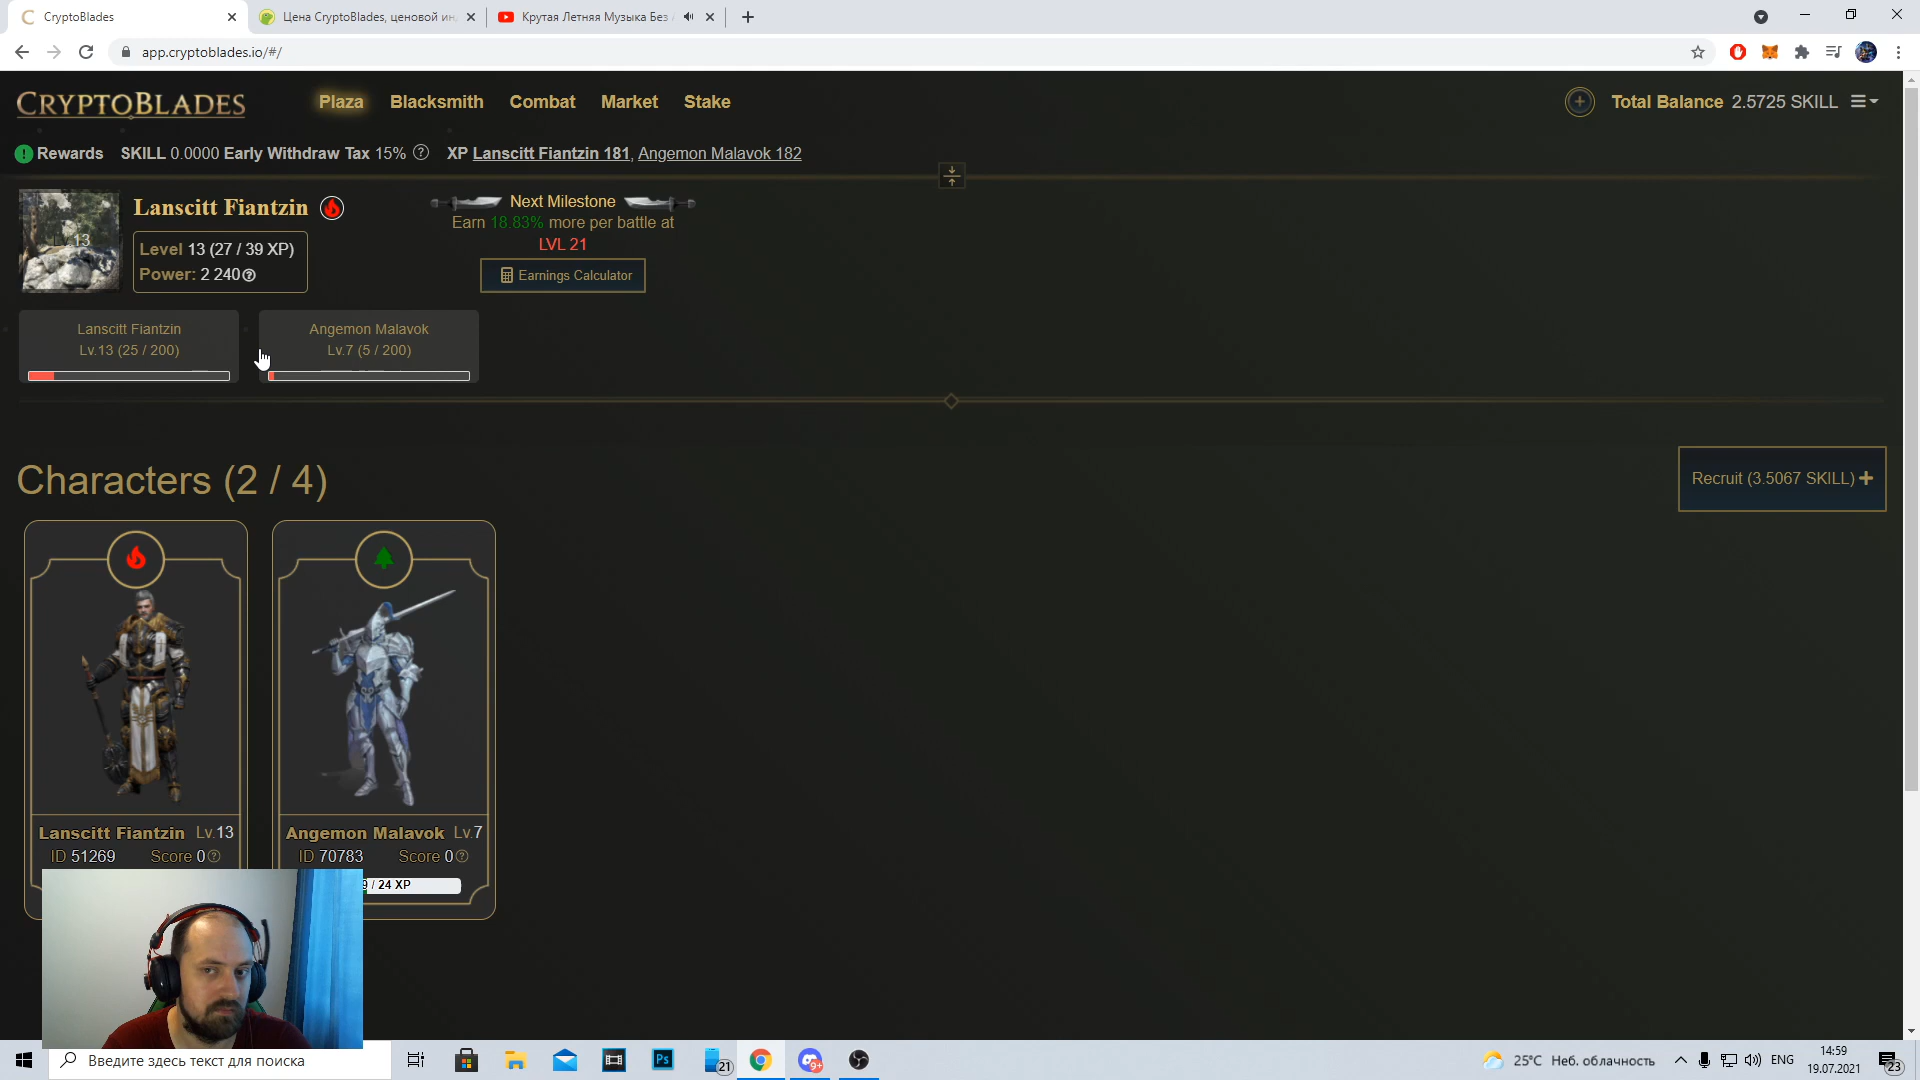 CryptoBlades
Цена CryptoBlades, ценовой ин
Крутая Летняя Музыка Без
app.cryptoblades.io/#/
CRYPTOBLADES
Plaza
Blacksmith
Combat
Market
Stake
Total Balance 2.5725 SKILL
Rewards SKILL 0.0000 Early Withdraw Tax 15% ? XP Lanscitt Fiantzin 181, Angemon Malavok 182
Lanscitt Fiantzin
Level 13 (27 / 39 XP)
Power: 2 240?
Next Milestone
Earn 18.83% more per battle at
LVL 21
Earnings Calculator
Lanscitt Fiantzin
Lv.13 (25 / 200)
Angemon Malavok
Lv.7 (5 / 200)
Characters (2 / 4)
Recruit (3.5067 SKILL) +
Lanscitt Fiantzin Lv.13
ID 51269 Score 0?
Angemon Malavok Lv.7
ID 70783 Score 0?
9 / 24 XP
Введите здесь текст для поиска
Ps
21
9+
25°C Неб. облачность
ENG
14:59
19.07.2021
23